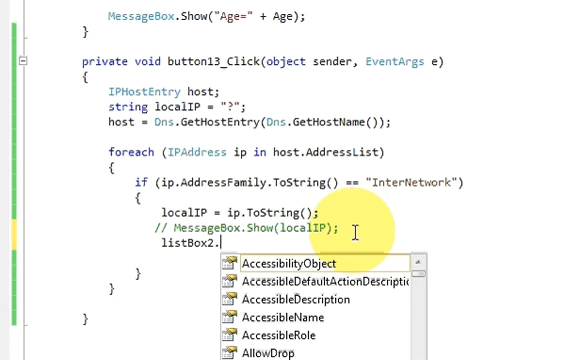 MessageBox.Show("Age=" + Age);
}
private void button13_Click(object sender, EventArgs e)
{
IPHostEntry host;
string localIP = "?";
host = Dns.GetHostEntry(Dns.GetHostName());
foreach (IPAddress ip in host.AddressList)
{
if (ip.AddressFamily.ToString() == "InterNetwork")
{
localIP = ip.ToString();
// MessageBox.Show(localIP);
listBox2.
AccessibilityObject
AccessibleDefaultActionDescriptio
AccessibleDescription
AccessibleName
AccessibleRole
AllowDrop
}
}
}